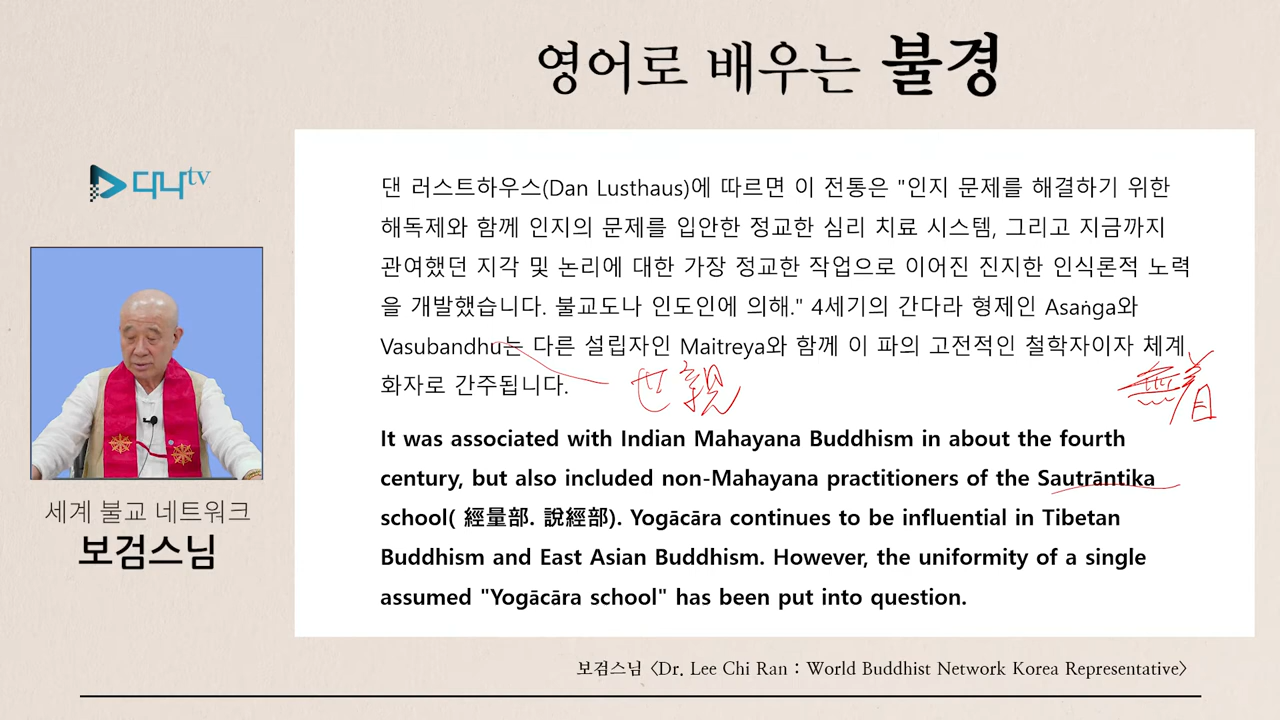 영어로 배우는 불경
디나tv
댄 러스트하우스(Dan Lusthaus)에 따르면 이 전통은 "인지 문제를 해결하기 위한
해독제와 함께 인지의 문제를 입안한 정교한 심리 치료 시스템, 그리고 지금까지
관여했던 지각 및 논리에 대한 가장 정교한 작업으로 이어진 진지한 인식론적 노력
을 개발했습니다. 불교도나 인도인에 의해." 4세기의 간다라 형제인 Asaṅga와
Vasubandhu는 다른 설립자인 Maitreya와 함께 이 파의 고전적인 철학자이자 체계
화자로 간주됩니다.
世親
無着
It was associated with Indian Mahayana Buddhism in about the fourth
century, but also included non-Mahayana practitioners of the Sautrāntika
school( 經量部. 說經部). Yogācāra continues to be influential in Tibetan
Buddhism and East Asian Buddhism. However, the uniformity of a single
assumed "Yogācāra school" has been put into question.
세계 불교 네트워크
보검스님
보검스님 <Dr. Lee Chi Ran : World Buddhist Network Korea Representative>